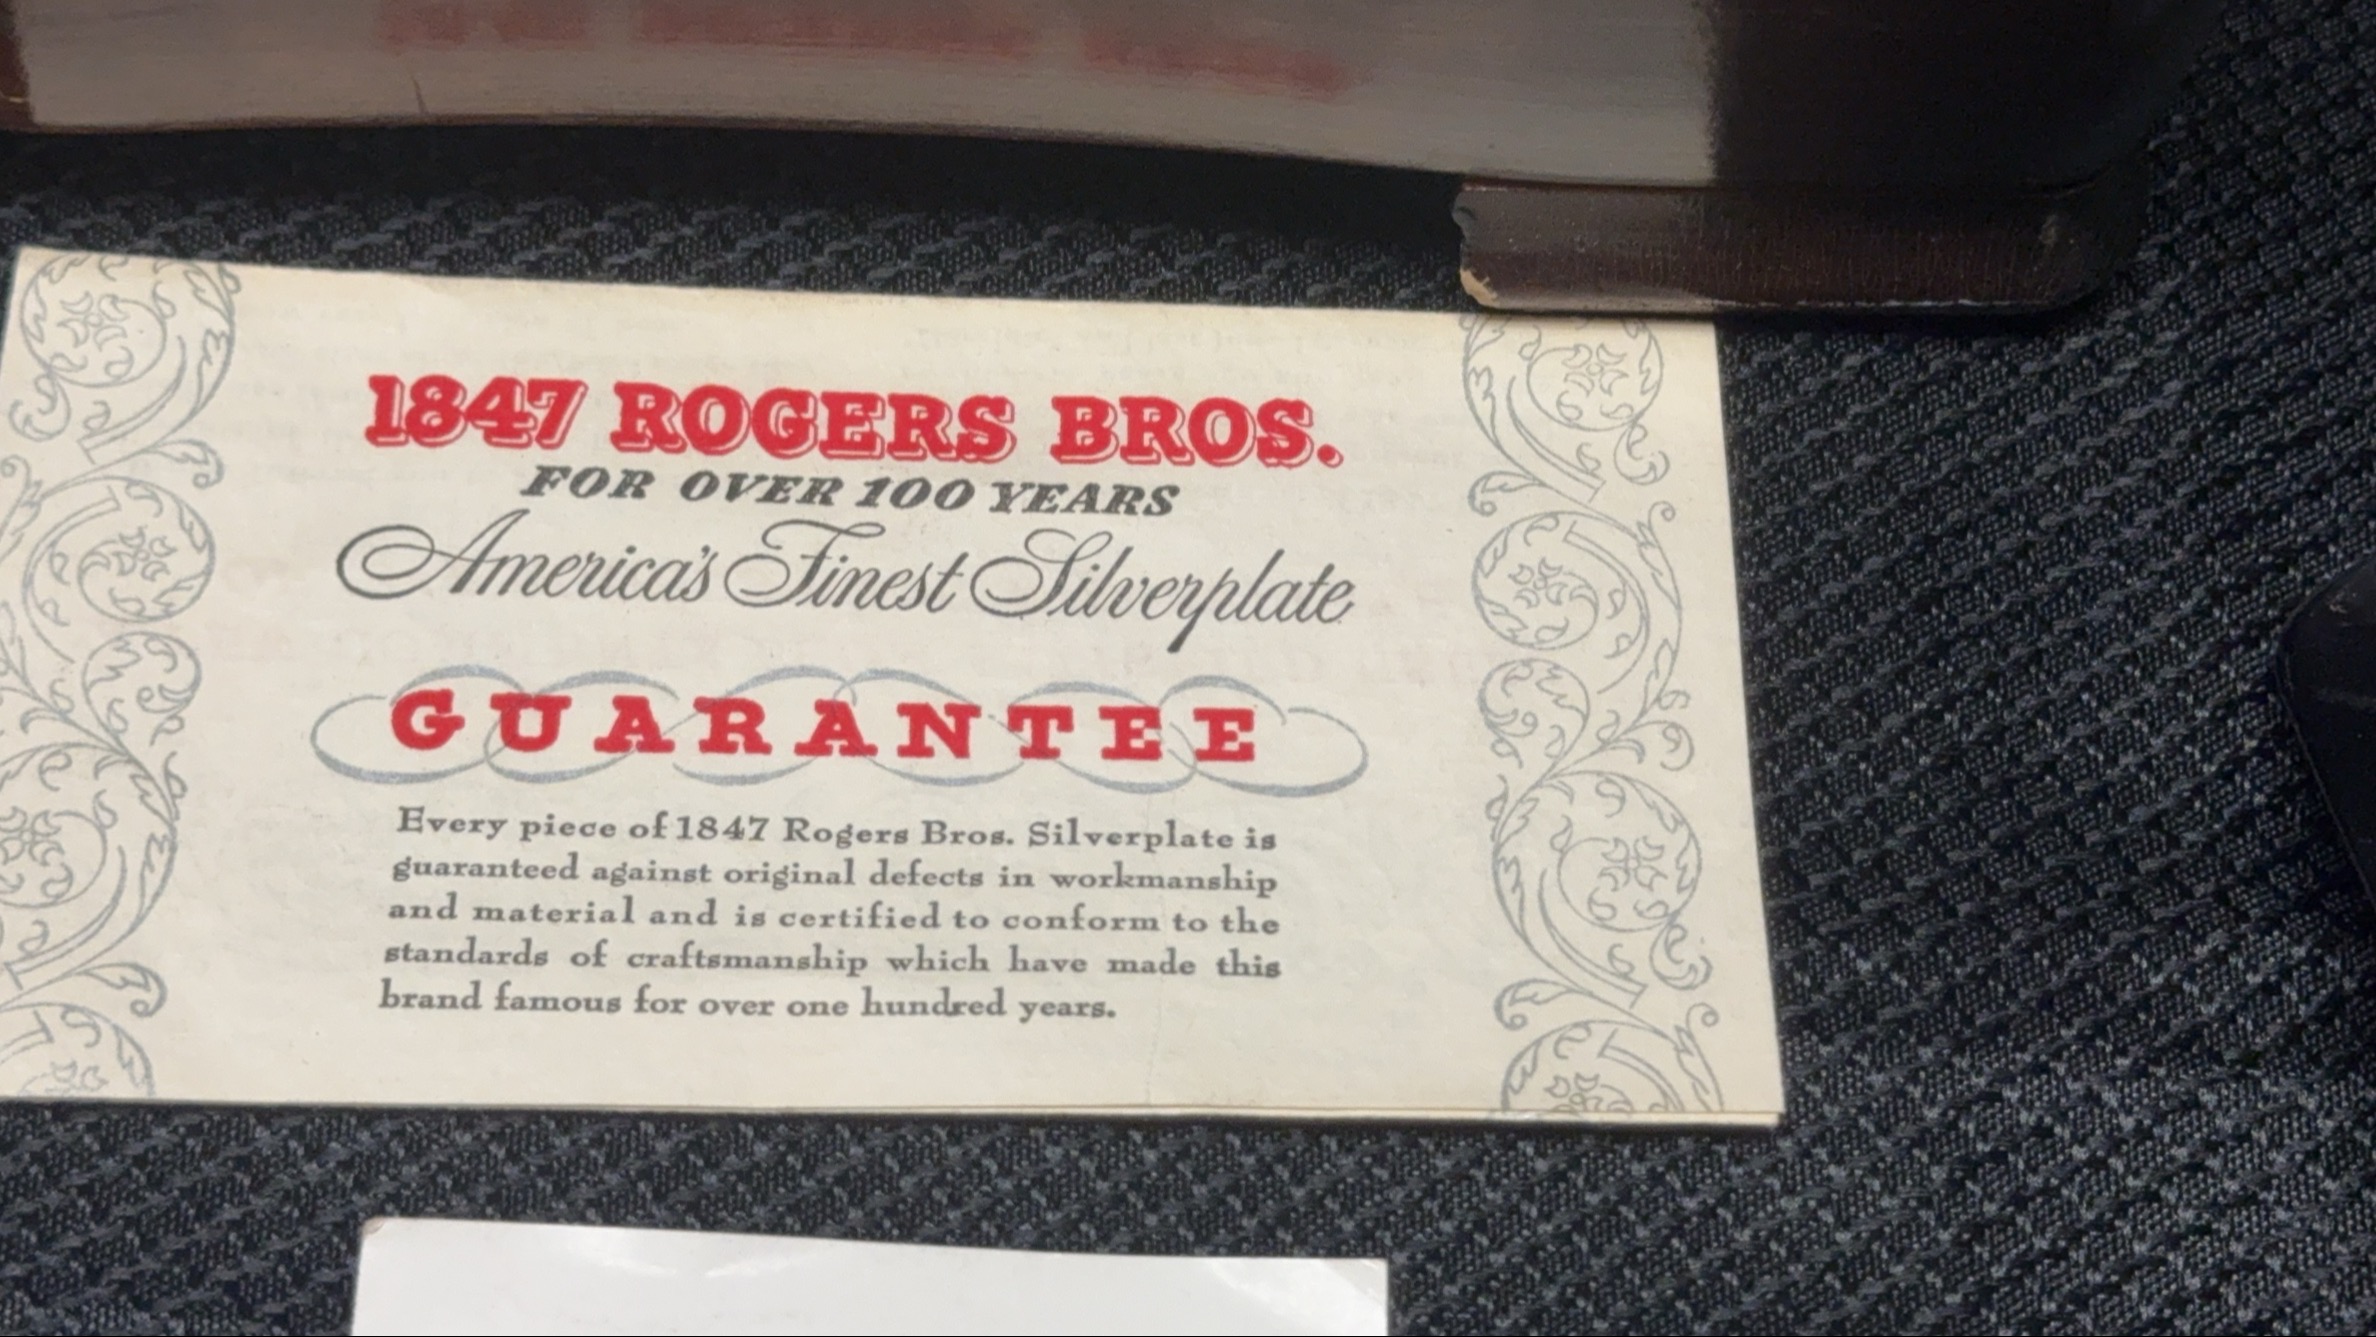 1847 ROGERS BROS.
FOR OVER 100 YEARS
America's Finest Silverplate
GUARANTEE
Every piece of 1847 Rogers Bros. Silverplate is
guaranteed against original defects in workmanship
and material and is certified to conform to the
standards of craftsmanship which have made this
brand famous for over one hundred years.